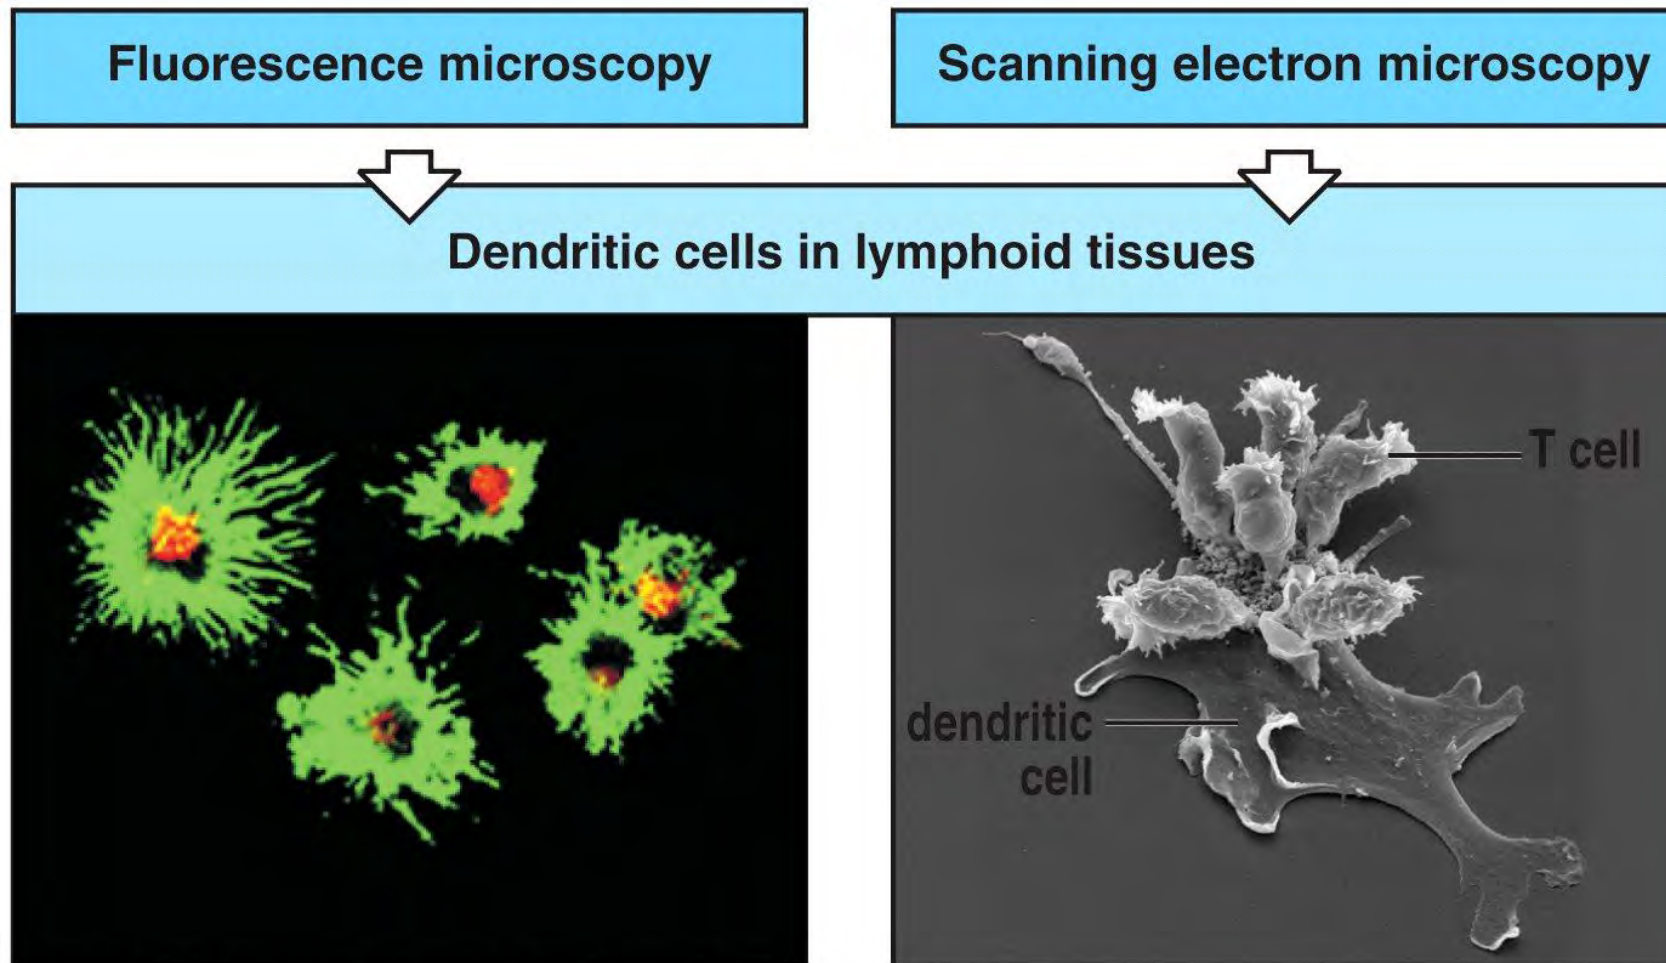 Fluorescence microscopy
Scanning electron microscopy
Dendritic cells in lymphoid tissues
T cell
dendritic
cell